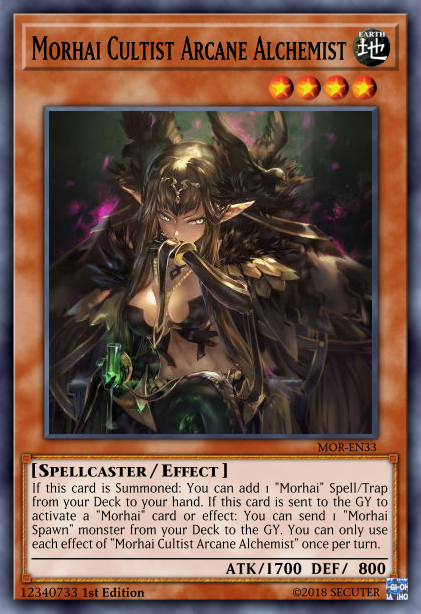 Morhai Cultist Arcane Alchemist
EARTH
地
MOR-EN33
[Spellcaster / Effect]
If this card is Summoned: You can add 1 "Morhai" Spell/Trap
from your Deck to your hand. If this card is sent to the GY to
activate a "Morhai" card or effect: You can send 1 "Morhai
Spawn" monster from your Deck to the GY. You can only use
each effect of "Morhai Cultist Arcane Alchemist" once per turn.
ATK/1700 DEF/ 800
12340733 1st Edition
©2018 SECUTER